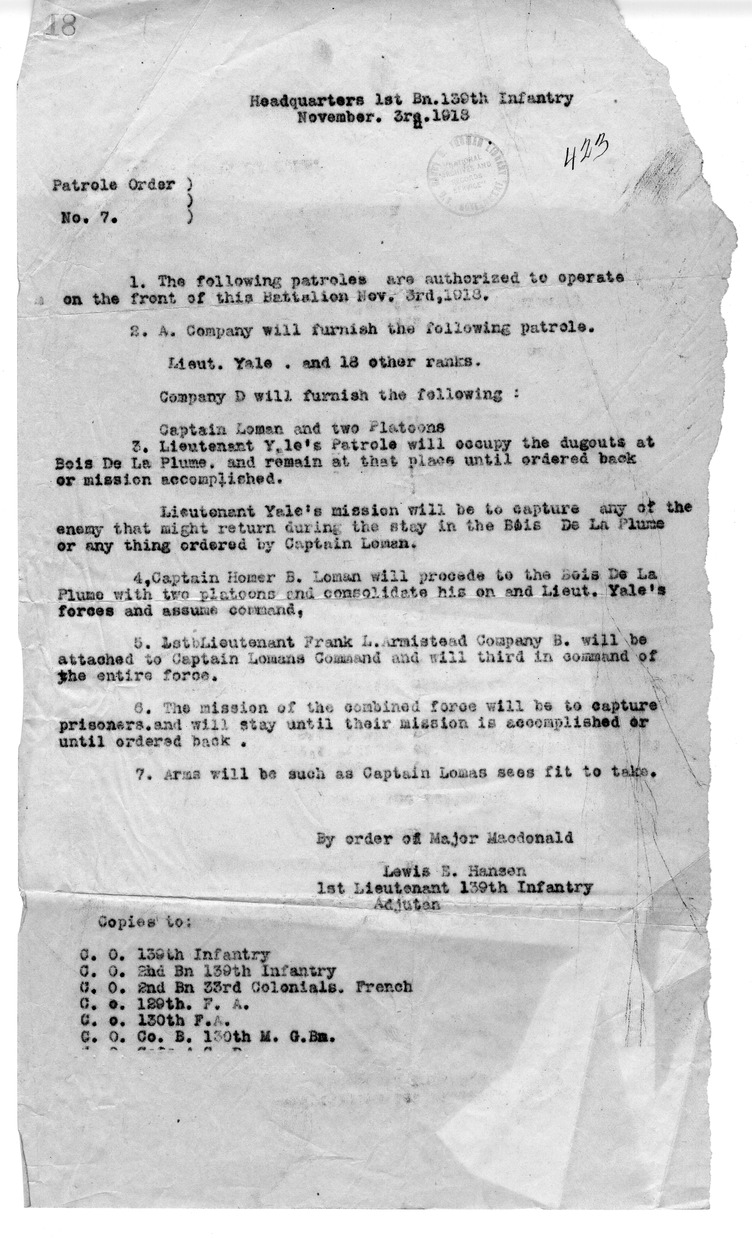 18
Headquarters 1st Bn.139th Infantry
November. 3rd.1918
423
Patrole Order )
)
No. 7. )
1. The following patroles are authorized to operate
on the front of this Battalion Nov. 3rd,1918.
2. A. Company will furnish the following patrole.
Lieut. Yale . and 18 other ranks.
Company D will furnish the following :
Captain Loman and two Platoons
3. Lieutenant Yale's Patrole will occupy the dugouts at
Bois De La Plume. and remain at that place until ordered back
or mission accomplished.
Lieutenant Yale's mission will be to capture any of the
enemy that might return during the stay in the Bois De La Plume
or any thing ordered by Captain Loman.
4,Captain Homer B. Loman will procede to the Bois De La
Plume with two platoons and consolidate his on and Lieut. Yale's
forces and assume command,
5. 1stbLieutenant Frank L.Armistead Company B. will be
attached to Captain Lomans Command and will third in command of
the entire force.
6. The mission of the combined force will be to capture
prisoners.and will stay until their mission is accomplished or
until ordered back .
7. Arms will be such as Captain Lomas sees fit to take.
By order of Major Macdonald
Lewis E. Hansen
1st Lieutenant 139th Infantry
Adjutan
Copies to:
C. O. 139th Infantry
C. O. 2nd Bn 139th Infantry
C. O. 2nd Bn 33rd Colonials. French
C. o. 129th. F. A.
C. o. 130th F.A.
C. O. Co. B. 130th M. G.Bn.